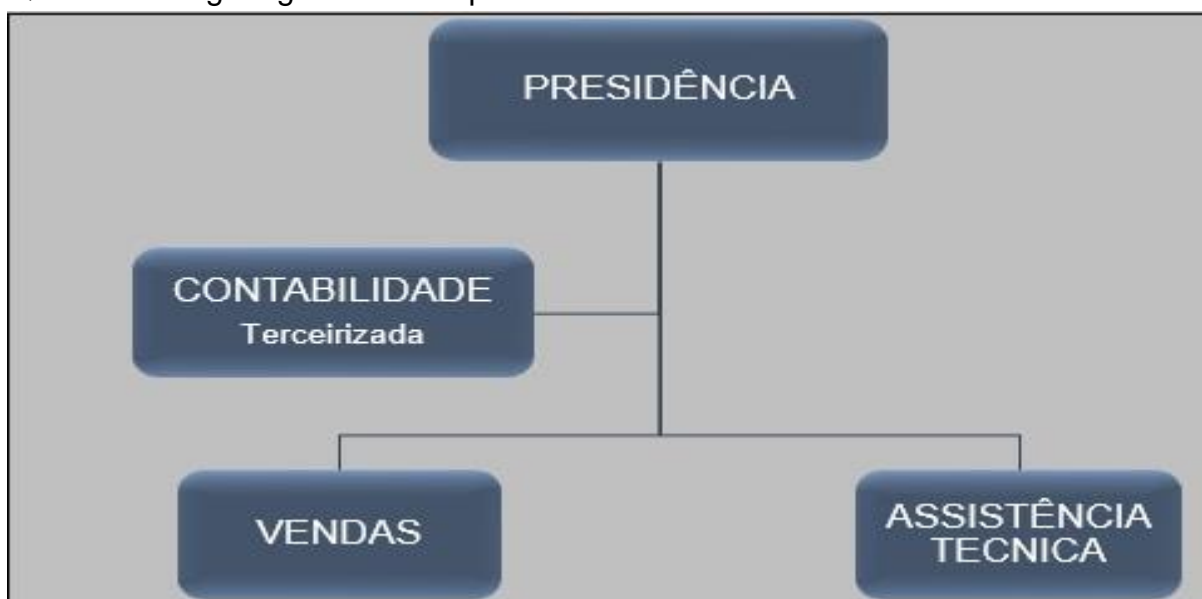 PRESIDÊNCIA
CONTABILIDADE
Terceirizada
VENDAS
ASSISTÊNCIA
TECNICA